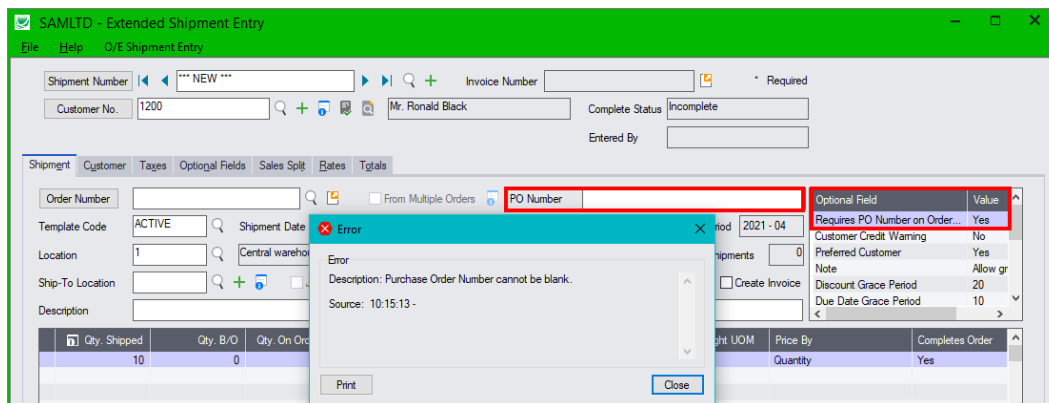 SAMLTD - Extended Shipment Entry
File Help O/E Shipment Entry
Shipment Number *** NEW *** Invoice Number * Required
Customer No. 1200 Mr. Ronald Black Complete Status Incomplete
Entered By
Shipment Customer Taxes Optional Fields Sales Split Rates Totals
Order Number From Multiple Orders PO Number Optional Field Value
Template Code ACTIVE Shipment Date 2021 - 04 Requires PO Number on Order... Yes
Customer Credit Warning No
Location 1 Central wareho 0 Preferred Customer Yes
Note Allow gr
Ship-To Location Create Invoice Discount Grace Period 20
Due Date Grace Period 10
Description
Error
Error
Description: Purchase Order Number cannot be blank.
Source: 10:15:13 -
Print Close
Qty. Shipped Qty. B/O Qty. On Ord ght UOM Price By Completes Order
10 0 Quantity Yes